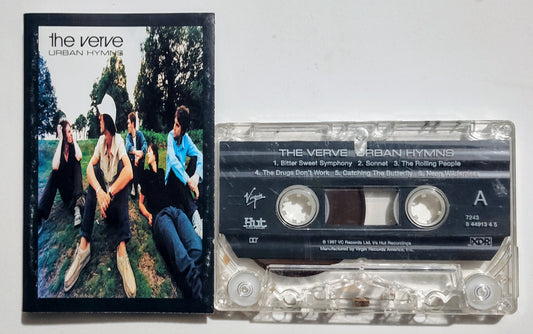 the verve
URBAN HYMNS
THE VERVE URBAN HYMNS
1. Bitter Sweet Symphony 2. Sonnet 3. The Rolling People
4. The Drugs Don't Work 5. Catching The Butterfly 6. Neon Wilderness
A
Virgin
Hut
7243
8 44913 4 5
℗ 1997 VC Records Ltd. t/a Hut Recordings
Manufactured by Virgin Records America, Inc.
XDR